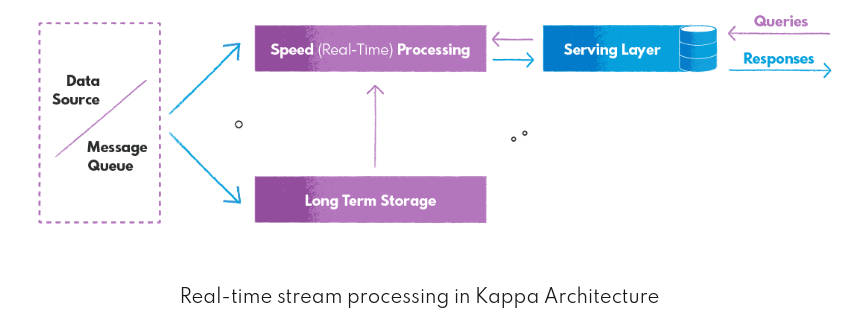 Data
Source
Message
Queue
Speed (Real-Time) Processing
Serving Layer
Queries
Responses
Long Term Storage
Real-time stream processing in Kappa Architecture